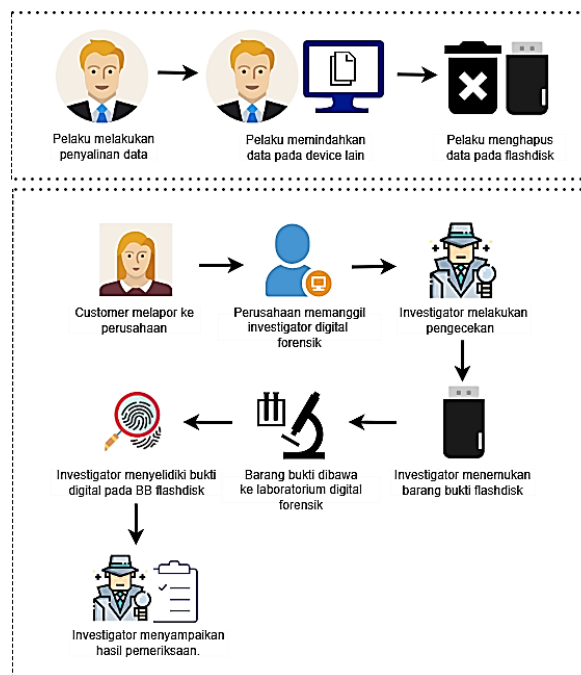 Pelaku melakukan
penyalinan data
Pelaku memindahkan
data pada device lain
Pelaku menghapus
data pada flashdisk
Customer melapor ke
perusahaan
Perusahaan memanggil
investigator digital
forensik
Investigator melakukan
pengecekan
Investigator menyelidiki bukti
digital pada BB flashdisk
Barang bukti dibawa
ke laboratorium digital
forensik
Investigator menemukan
barang bukti flashdisk
Investigator menyampaikan
hasil pemeriksaan.